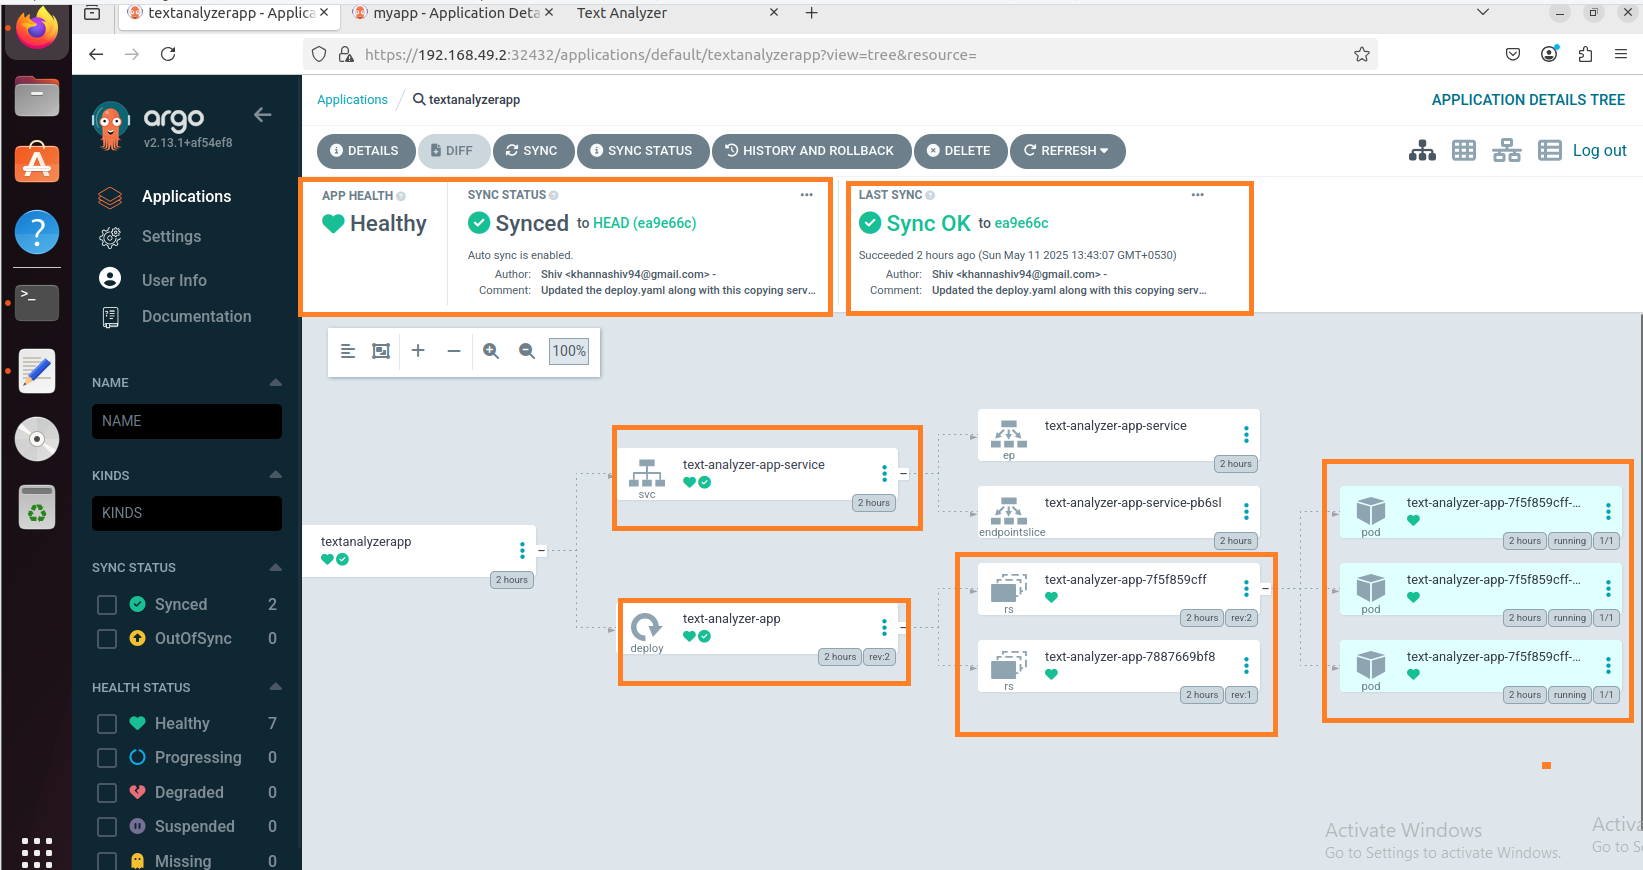 textanalyzerapp - Applica
myapp - Application Deta
Text Analyzer
https://192.168.49.2:32432/applications/default/textanalyzerapp?view=tree&resource=
argo
v2.13.1+af54ef8
Applications
Settings
User Info
Documentation
NAME
NAME
KINDS
KINDS
SYNC STATUS
Synced 2
OutOfSync 0
HEALTH STATUS
Healthy 7
Progressing 0
Degraded 0
Suspended 0
Missing 0
Applications / textanalyzerapp
APPLICATION DETAILS TREE
DETAILS DIFF SYNC SYNC STATUS HISTORY AND ROLLBACK DELETE REFRESH
Log out
APP HEALTH
Healthy
SYNC STATUS
Synced to HEAD (ea9e66c)
Auto sync is enabled.
Author: Shiv <khannashiv94@gmail.com> -
Comment: Updated the deploy.yaml along with this copying serv...
LAST SYNC
Sync OK to ea9e66c
Succeeded 2 hours ago (Sun May 11 2025 13:43:07 GMT+0530)
Author: Shiv <khannashiv94@gmail.com> -
Comment: Updated the deploy.yaml along with this copying serv...
100%
textanalyzerapp
2 hours
text-analyzer-app-service
svc
2 hours
text-analyzer-app
deploy
2 hours rev:2
text-analyzer-app-service
ep
2 hours
text-analyzer-app-service-pb6sl
endpointslice
2 hours
text-analyzer-app-7f5f859cff
rs
2 hours rev:2
text-analyzer-app-7887669bf8
rs
2 hours rev:1
text-analyzer-app-7f5f859cff-...
pod
2 hours running 1/1
text-analyzer-app-7f5f859cff-...
pod
2 hours running 1/1
text-analyzer-app-7f5f859cff-...
pod
2 hours running 1/1
Activate Windows
Go to Settings to activate Windows.
Activa
Go to S